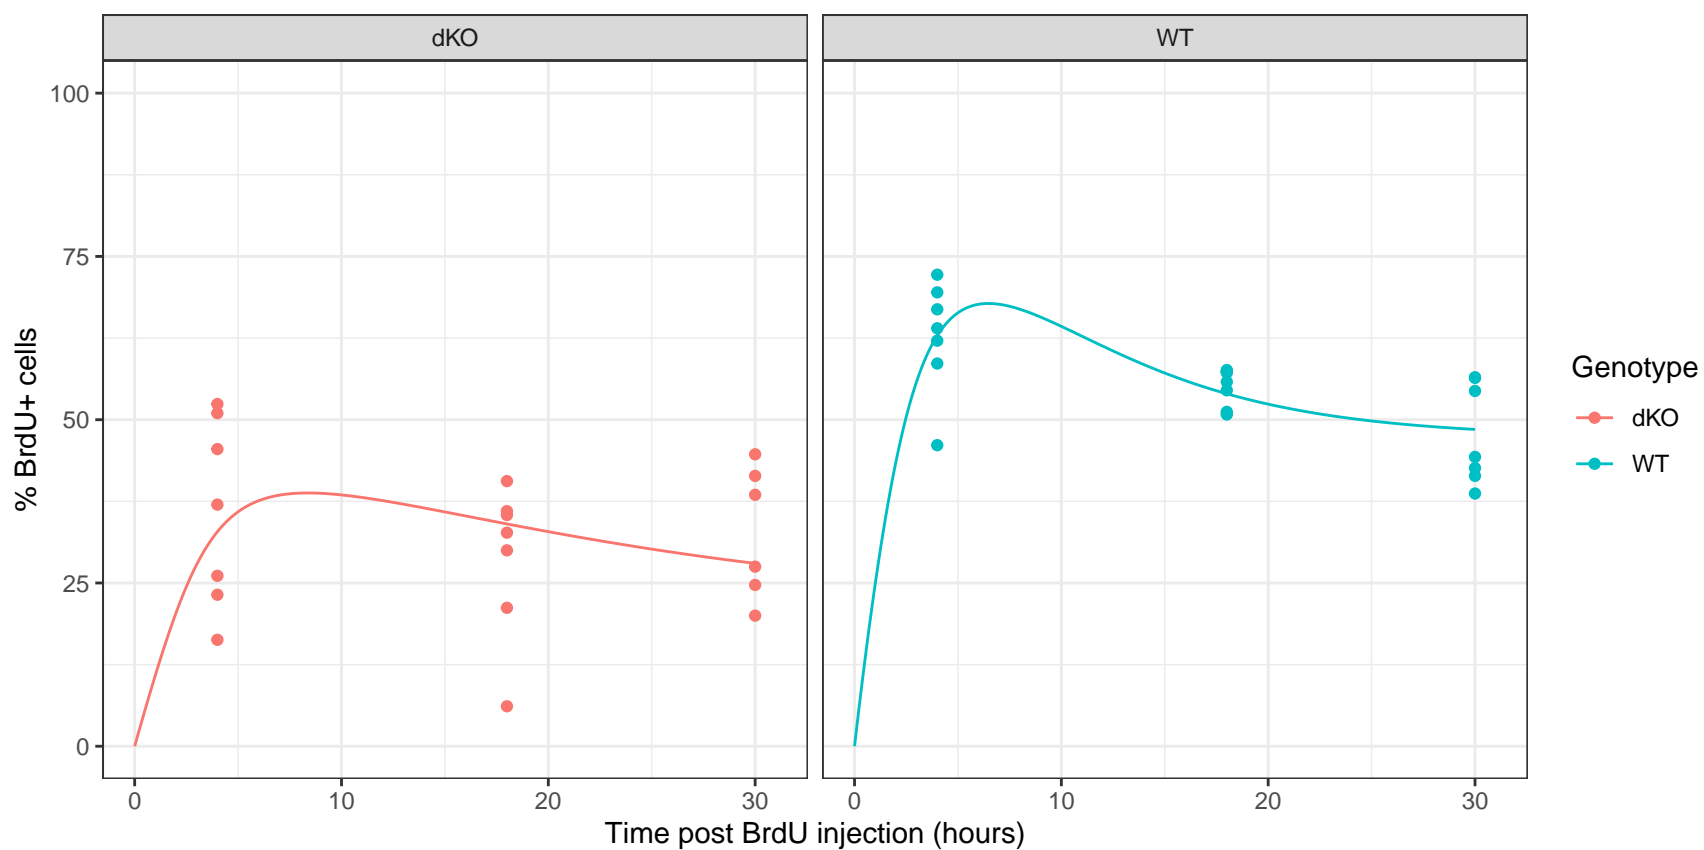 dKO
WT
100
75
50
25
0
% BrdU+ cells
0 10 20 30
0 10 20 30
Time post BrdU injection (hours)
Genotype
dKO
WT